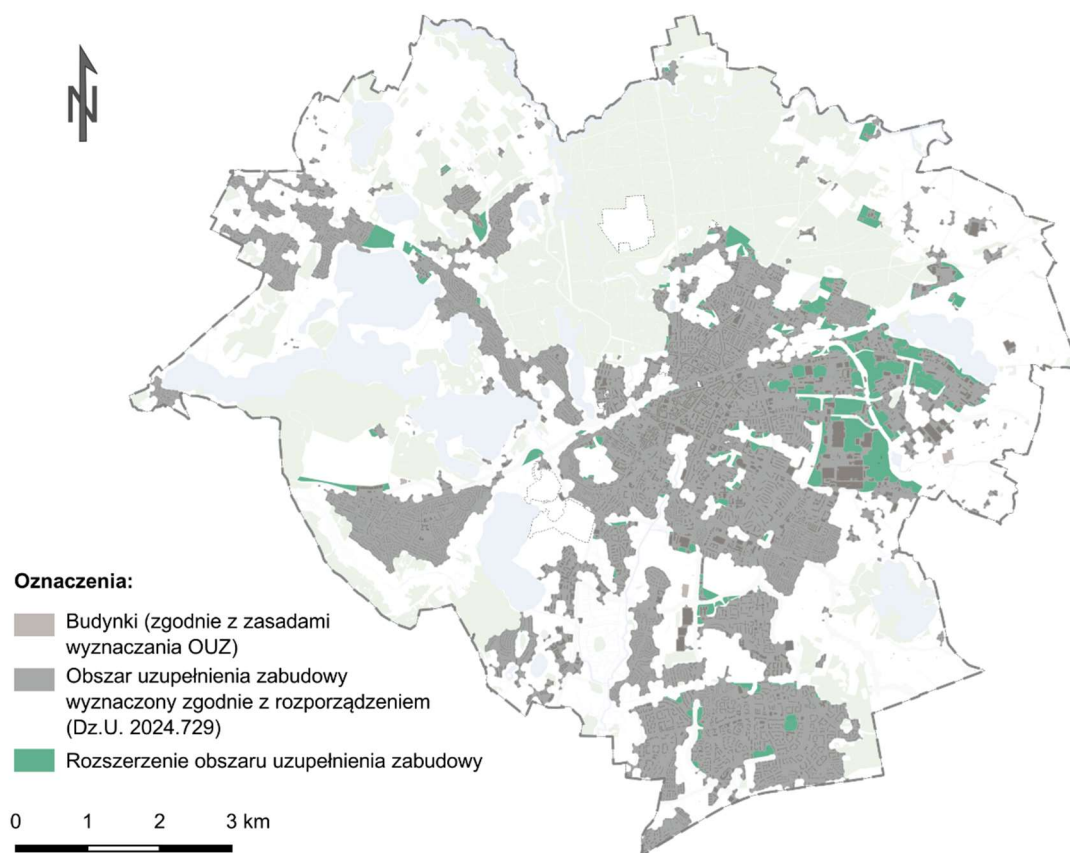 N
Oznaczenia:
Budynki (zgodnie z zasadami
wyznaczania OUZ)
Obszar uzupełnienia zabudowy
wyznaczony zgodnie z rozporządzeniem
(Dz.U. 2024.729)
Rozszerzenie obszaru uzupełnienia zabudowy
0 1 2 3 km